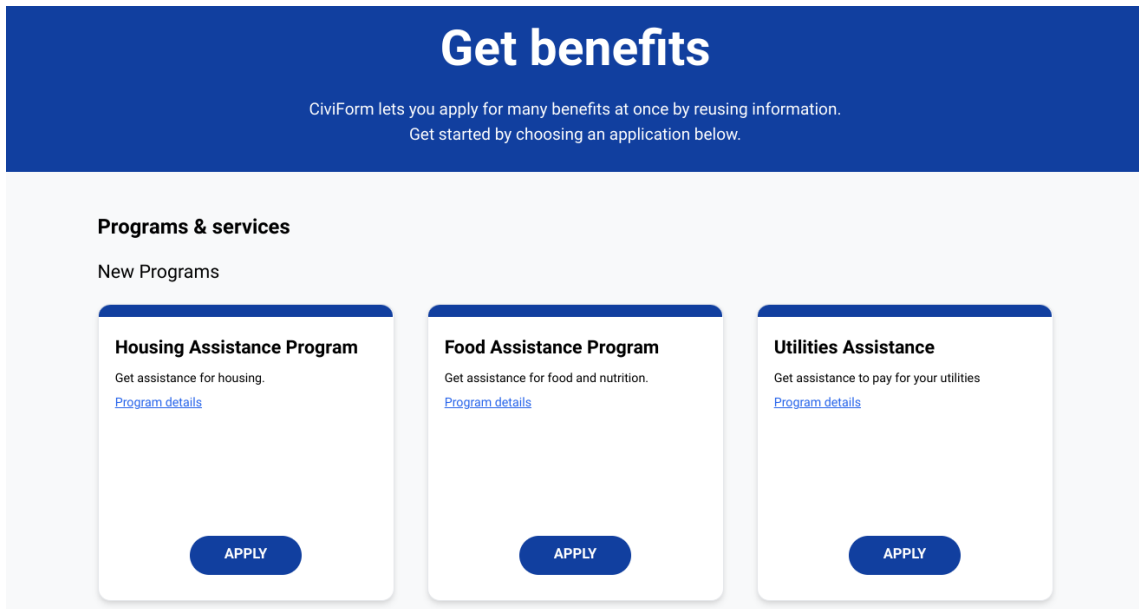 Get benefits
CiviForm lets you apply for many benefits at once by reusing information.
Get started by choosing an application below.
Programs & services
New Programs
Housing Assistance Program
Get assistance for housing.
Program details
APPLY
Food Assistance Program
Get assistance for food and nutrition.
Program details
APPLY
Utilities Assistance
Get assistance to pay for your utilities
Program details
APPLY